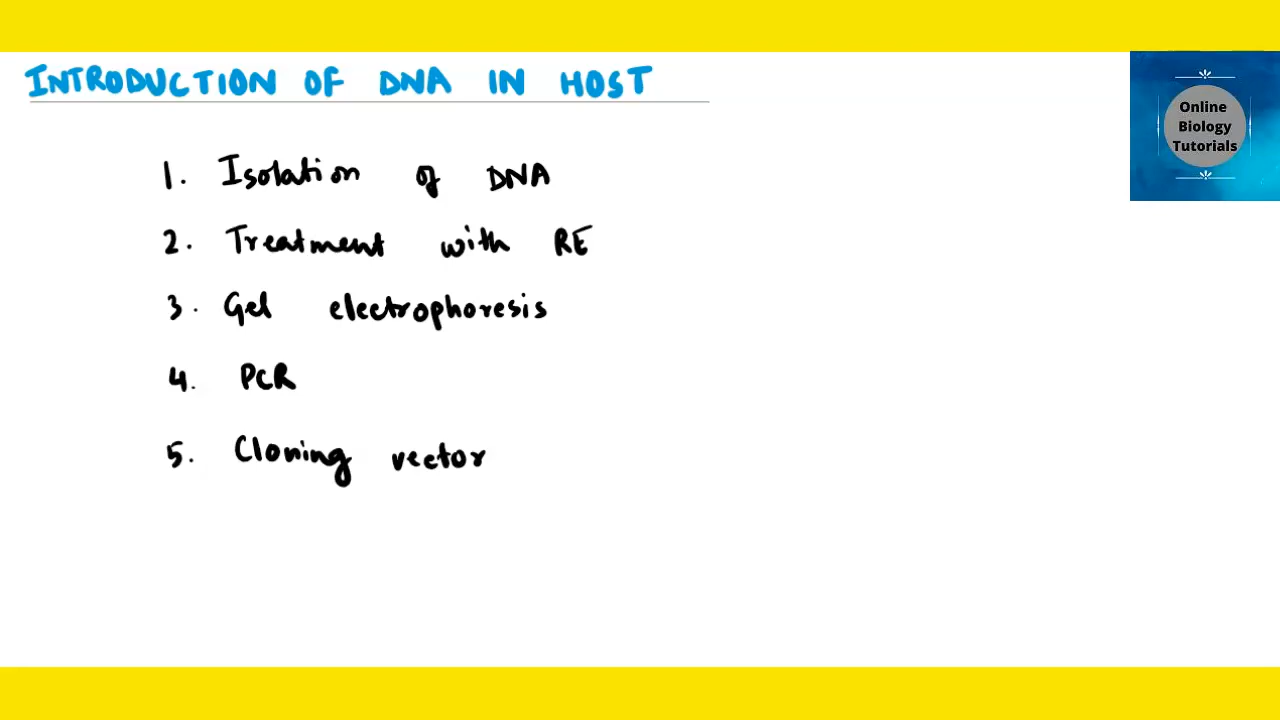 INTRODUCTION OF DNA IN HOST
Online
Biology
Tutorials
1. Isolation of DNA
2. Treatment with RE
3. Gel electrophoresis
4. PCR
5. Cloning vector